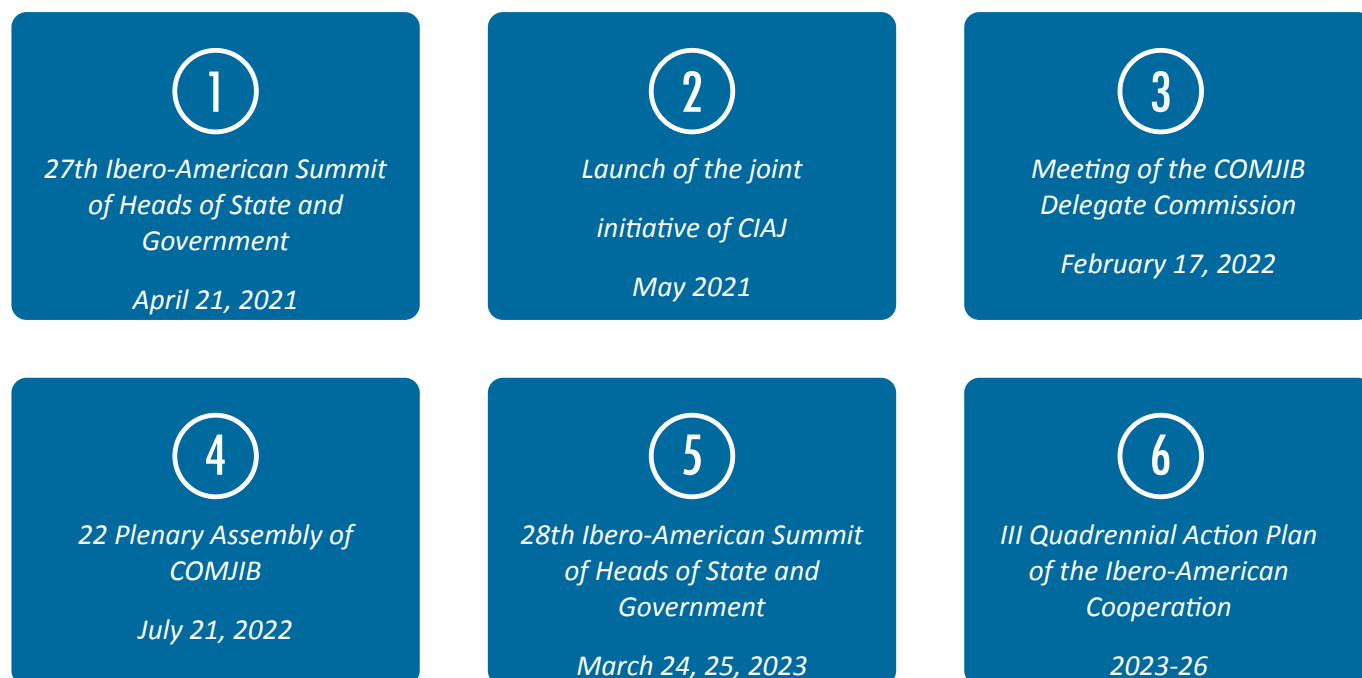 1
27th Ibero-American Summit
of Heads of State and
Government
April 21, 2021
2
Launch of the joint
initiative of CIAJ
May 2021
3
Meeting of the COMJIB
Delegate Commission
February 17, 2022
4
22 Plenary Assembly of
COMJIB
July 21, 2022
5
28th Ibero-American Summit
of Heads of State and
Government
March 24, 25, 2023
6
III Quadrennial Action Plan
of the Ibero-American
Cooperation
2023-26